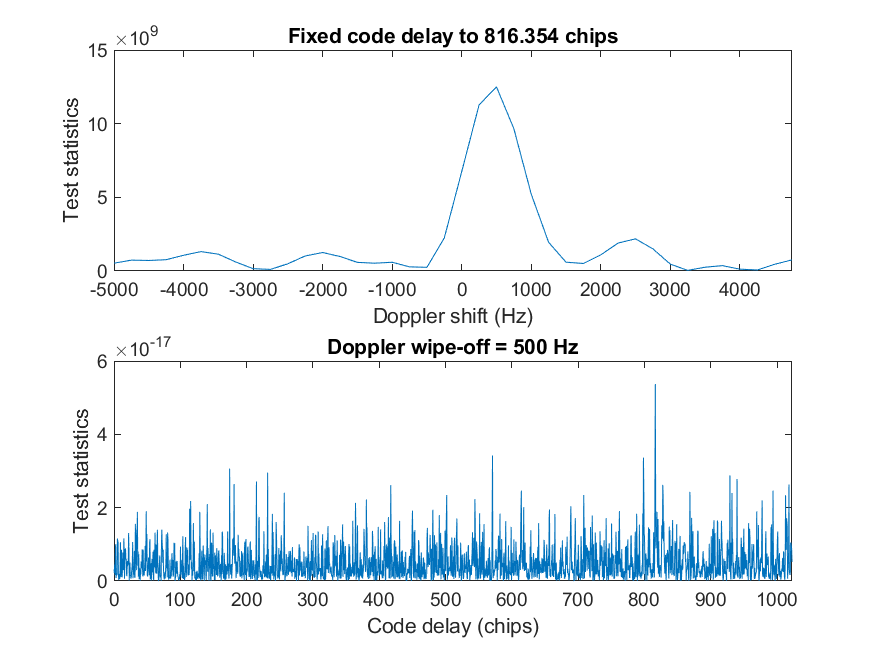 Fixed code delay to 816.354 chips
×10⁹
15
10
5
0
Test statistics
-5000 -4000 -3000 -2000 -1000 0 1000 2000 3000 4000
Doppler shift (Hz)
Doppler wipe-off = 500 Hz
×10⁻¹⁷
6
4
2
0
Test statistics
0 100 200 300 400 500 600 700 800 900 1000
Code delay (chips)